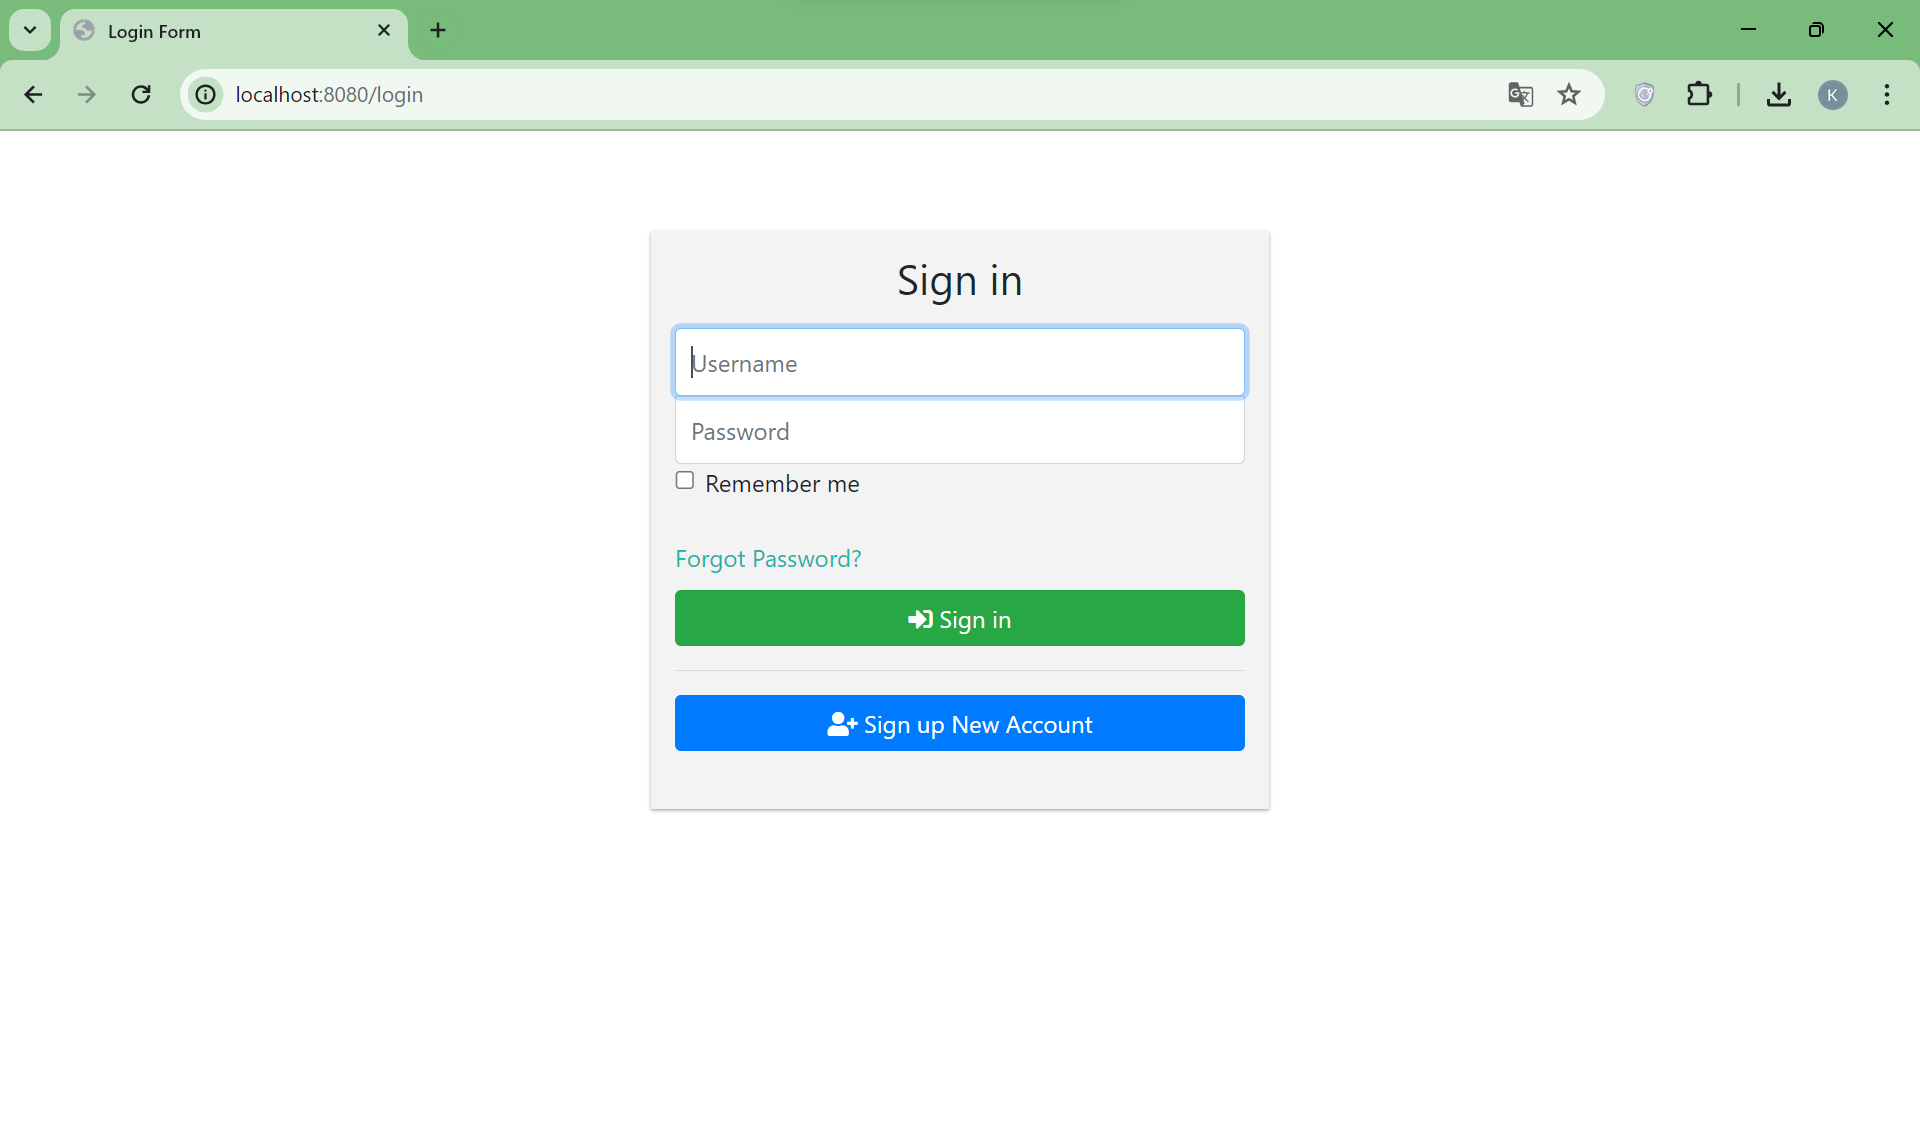 Login Form
localhost:8080/login
K
Sign in
Username
Password
Remember me
Forgot Password?
Sign in
Sign up New Account